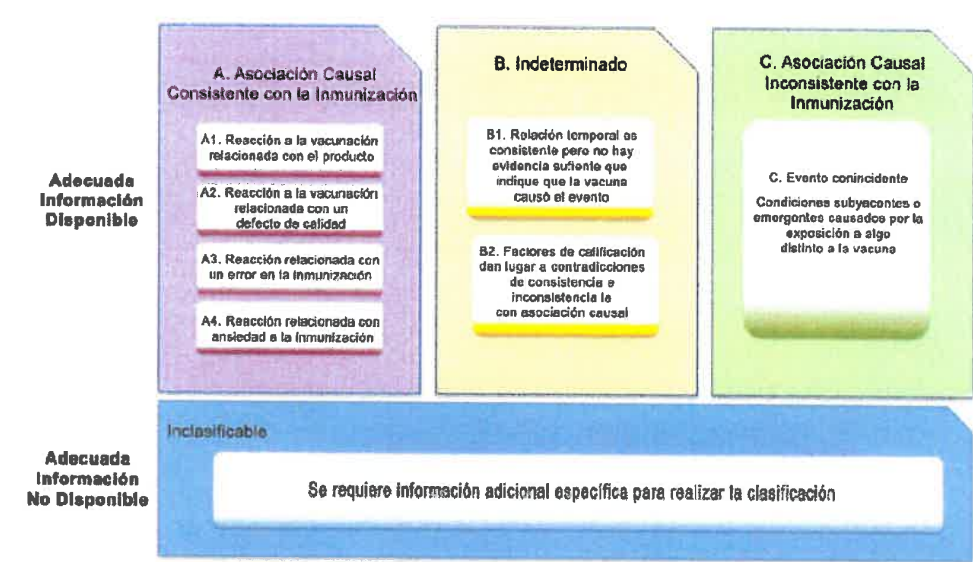 A. Asociación Causal
Consistente con la Inmunización
A1. Reacción a la vacunación
relacionada con el producto
A2. Reacción a la vacunación
relacionada con un
defecto de calidad
A3. Reacción relacionada con
un error en la inmunización
A4. Reacción relacionada con
ansiedad a la inmunización
B. Indeterminado
B1. Relación temporal es
consistente pero no hay
evidencia sufiente que
indique que la vacuna
causó el evento
B2. Factores de calificación
dan lugar a contradicciones
de consistencia e
inconsistencia la
con asociación causal
C. Asociación Causal
Inconsistente con la
Inmunización
C. Evento conincidente
Condiciones subyacentes o
emergentes causados por la
exposición a algo
distinto a la vacuna
Adecuada
Información
Disponible
Inclasificable
Se requiere información adicional específica para realizar la clasificación
Adecuada
Información
No Disponible